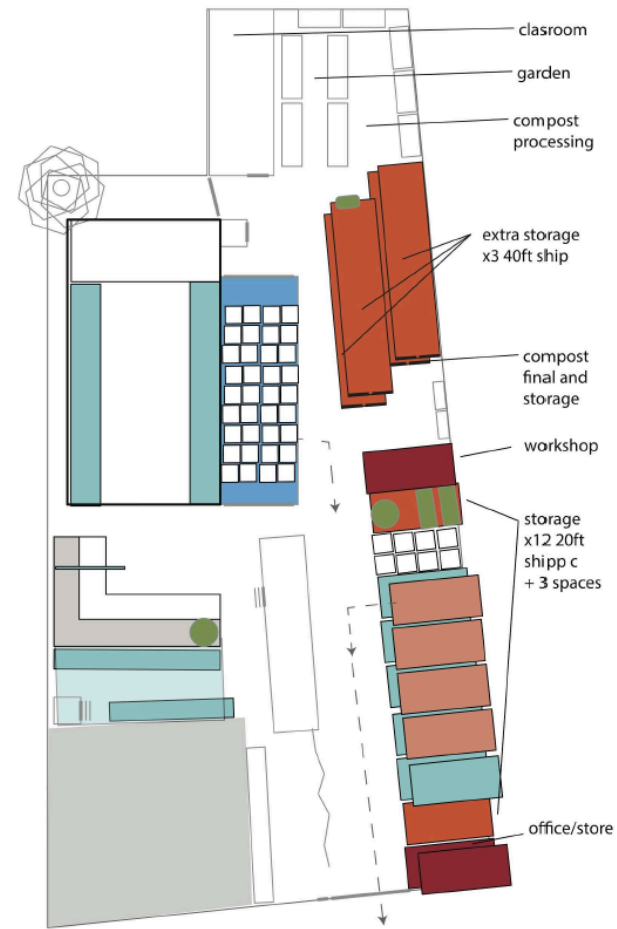 clasroom
garden
compost
processing
extra storage
x3 40ft ship
compost
final and
storage
workshop
storage
x12 20ft
shipp c
+ 3 spaces
office/store